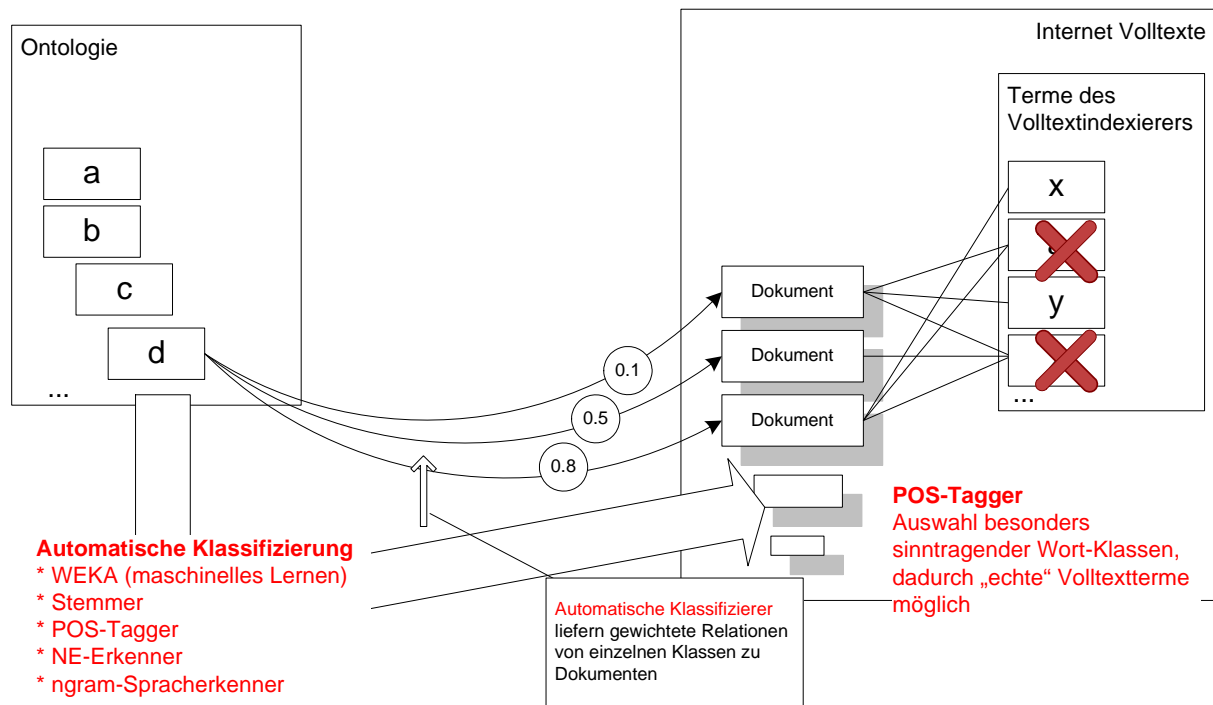 Ontologie
a
b
c
d
...
Automatische Klassifizierung
* WEKA (maschinelles Lernen)
* Stemmer
* POS-Tagger
* NE-Erkenner
* ngram-Spracherkenner
0.1
0.5
0.8
Automatische Klassifizierer
liefern gewichtete Relationen
von einzelnen Klassen zu
Dokumenten
Internet Volltexte
Dokument
Dokument
Dokument
Terme des
Volltextindexierers
x
y
...
POS-Tagger
Auswahl besonders
sinntragender Wort-Klassen,
dadurch „echte“ Volltextterme
möglich